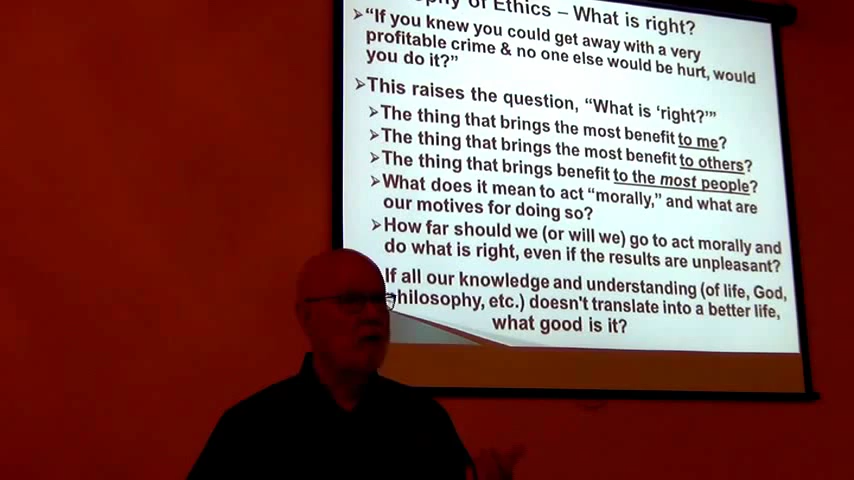 of Ethics – What is right?
➢“If you knew you could get away with a very
profitable crime & no one else would be hurt, would
you do it?”
➢This raises the question, “What is ‘right?’”
➢The thing that brings the most benefit to me?
➢The thing that brings the most benefit to others?
➢The thing that brings benefit to the most people?
➢What does it mean to act “morally,” and what are
our motives for doing so?
➢How far should we (or will we) go to act morally and
do what is right, even if the results are unpleasant?
If all our knowledge and understanding (of life, God,
philosophy, etc.) doesn't translate into a better life,
what good is it?